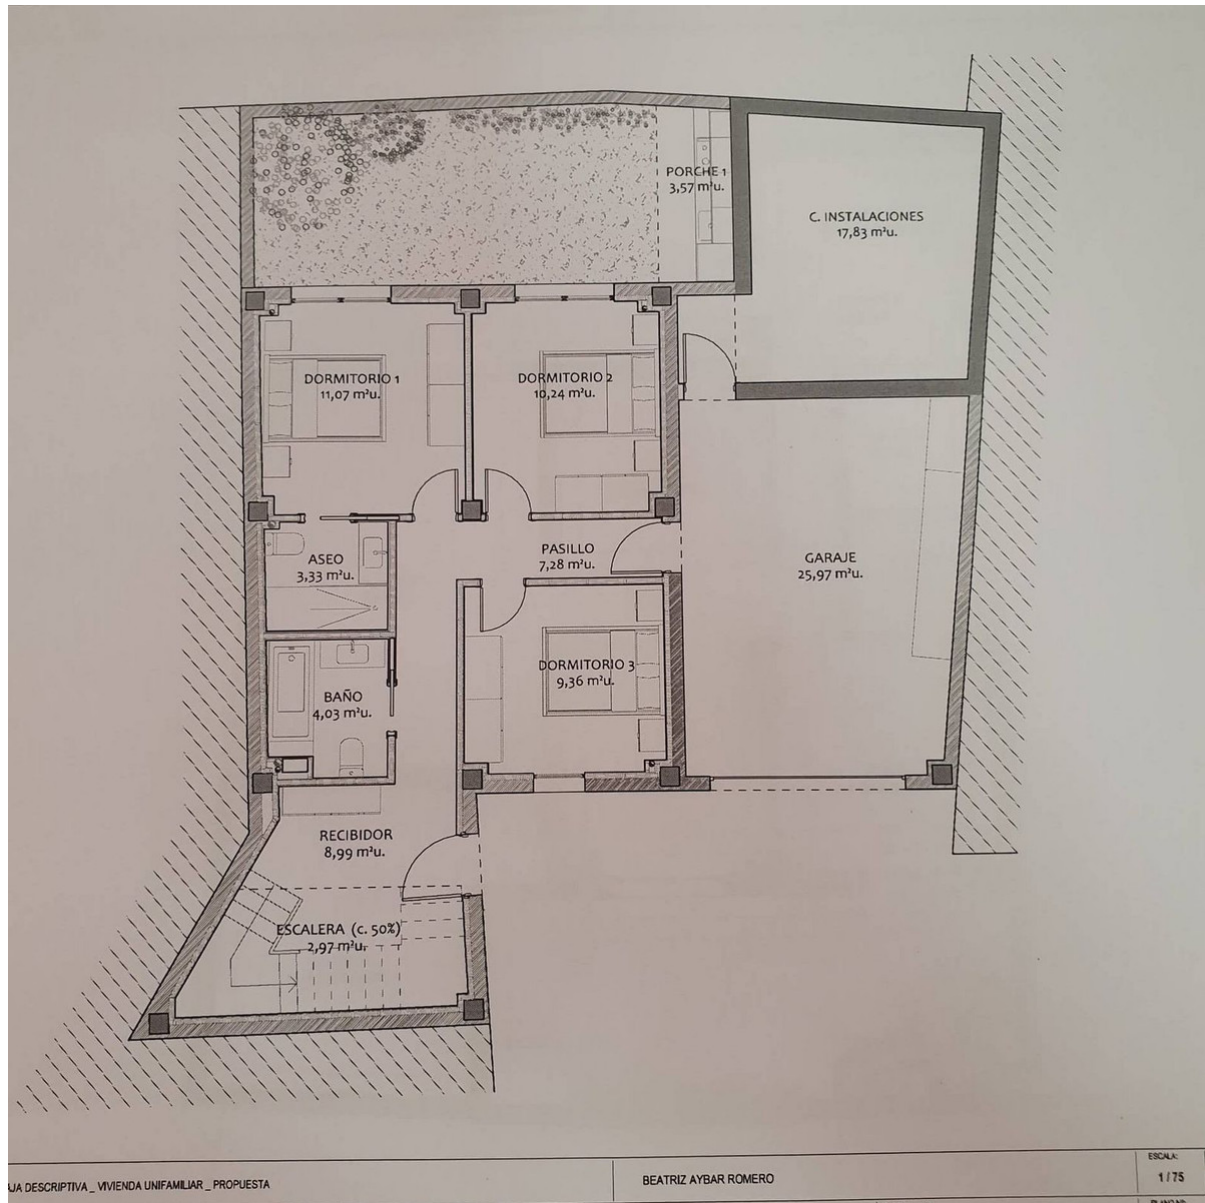 PORCHE 1
3,57 m²u.
C. INSTALACIONES
17,83 m²u.
DORMITORIO 1
11,07 m²u.
DORMITORIO 2
10,24 m²u.
ASEO
3,33 m²u.
PASILLO
7,28 m²u.
GARAJE
25,97 m²u.
DORMITORIO 3
9,36 m²u.
BAÑO
4,03 m²u.
RECIBIDOR
8,99 m²u.
ESCALERA (c. 50%)
2,97 m²u.
JA DESCRIPTIVA_ VIVIENDA UNIFAMILIAR _ PROPUESTA
BEATRIZ AYBAR ROMERO
ESCALA:
1 / 75